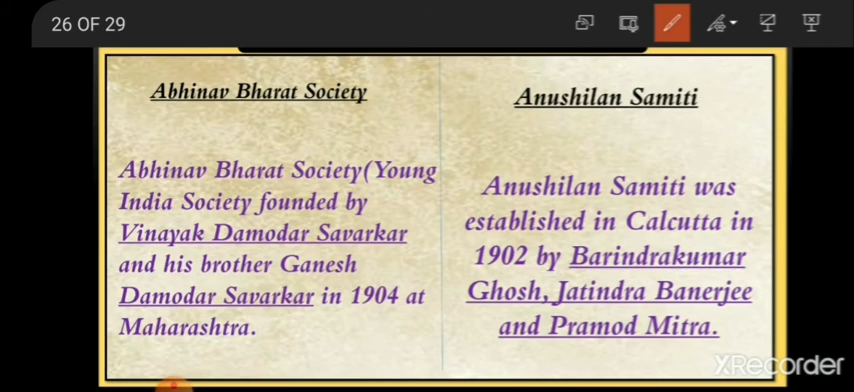 26 OF 29
Abhinav Bharat Society
Abhinav Bharat Society(Young
India Society founded by
Vinayak Damodar Savarkar
and his brother Ganesh
Damodar Savarkar in 1904 at
Maharashtra.
Anushilan Samiti
Anushilan Samiti was
established in Calcutta in
1902 by Barindrakumar
Ghosh, Jatindra Banerjee
and Pramod Mitra.
XRecorder